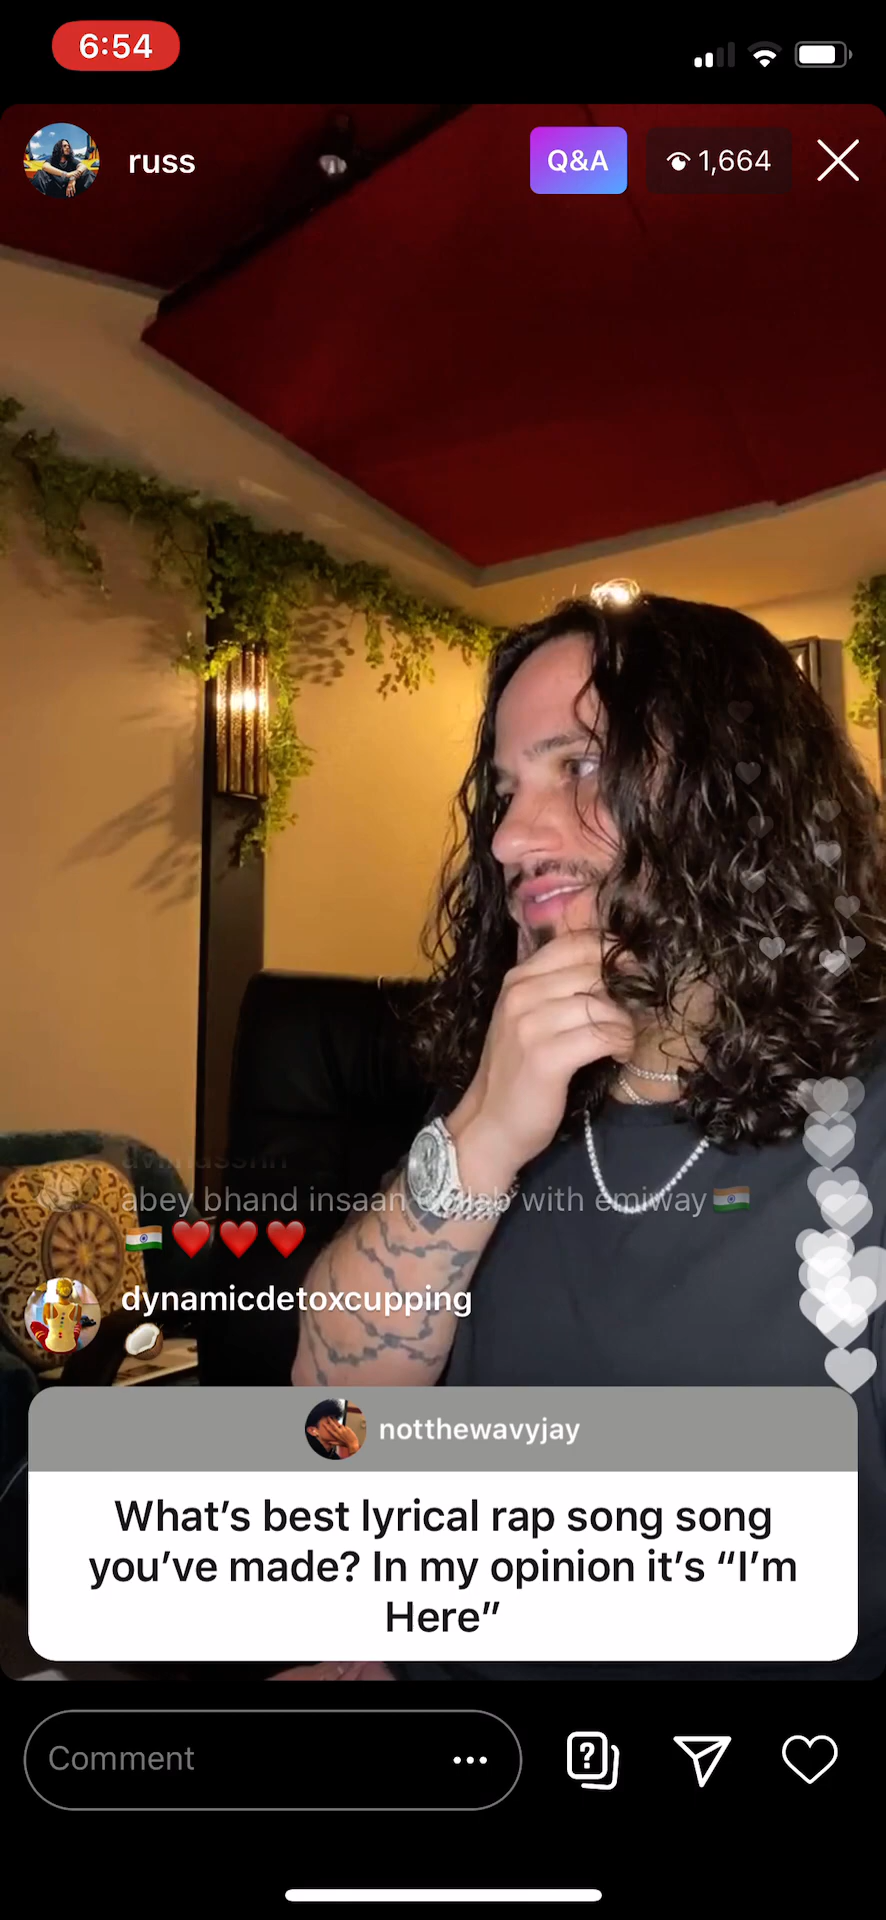 6:54
russ
Q&A
1,664
abey bhand insaan collab with emiway🇮🇳
🇮🇳❤️❤️❤️
dynamicdetoxcupping
🥥
notthewavyjay
What's best lyrical rap song song
you've made? In my opinion it's “I'm
Here”
Comment